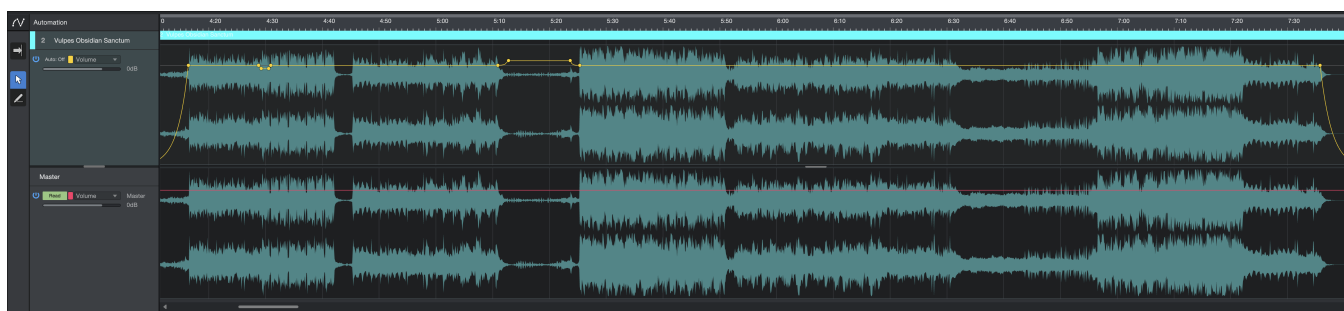 Automation
0 4:20 4:30 4:40 4:50 5:00 5:10 5:20 5:30 5:40 5:50 6:00 6:10 6:20 6:30 6:40 6:50 7:00 7:10 7:20 7:30
2 Vulpes Obsidian Sanctum
Auto: Off Volume
0dB
Master
Read Volume Master
0dB